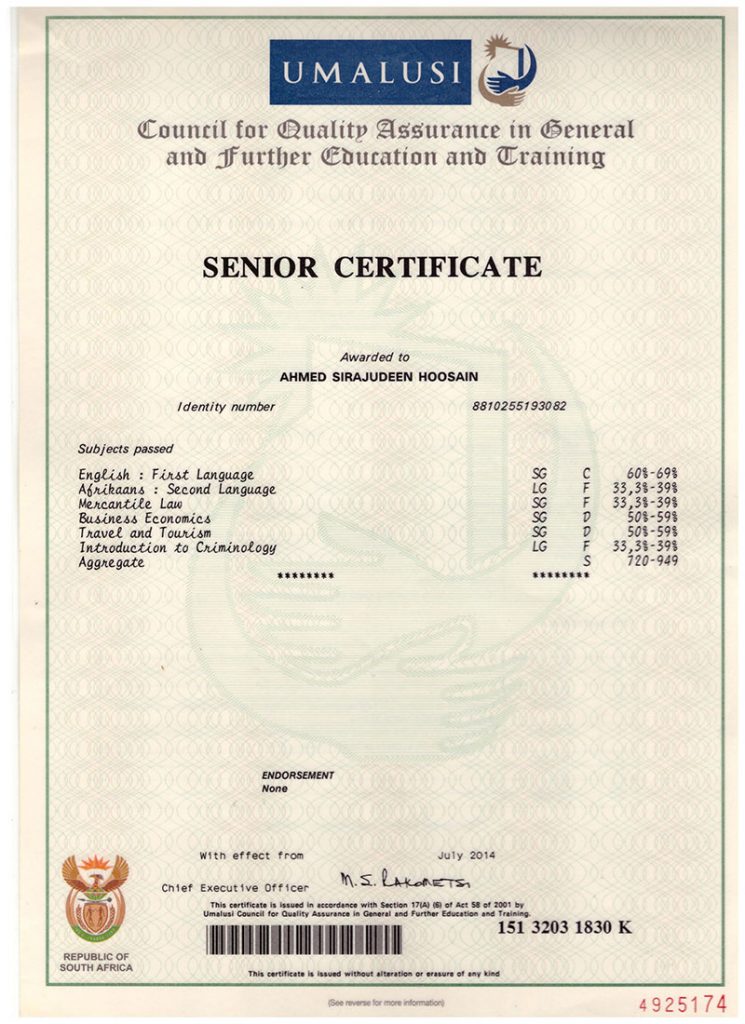 UMALUSI
Council for Quality Assurance in General
and Further Education and Training
SENIOR CERTIFICATE
Awarded to
AHMED SIRAJUDEEN HOOSAIN
Identity number 8810255193082
Subjects passed
English : First Language SG C 60%-69%
Afrikaans : Second Language LG F 33,3%-39%
Mercantile Law SG F 33,3%-39%
Business Economics SG D 50%-59%
Travel and Tourism SG D 50%-59%
Introduction to Criminology LG F 33,3%-39%
Aggregate S 720-949
******** ********
ENDORSEMENT
None
With effect from July 2014
Chief Executive Officer M.S. RAKOMETSI
This certificate is issued in accordance with Section 17(A) (6) of Act 58 of 2001 by
Umalusi Council for Quality Assurance in General and Further Education and Training.
151 3203 1830 K
REPUBLIC OF
SOUTH AFRICA
This certificate is issued without alteration or erasure of any kind
(See reverse for more information)
4925174